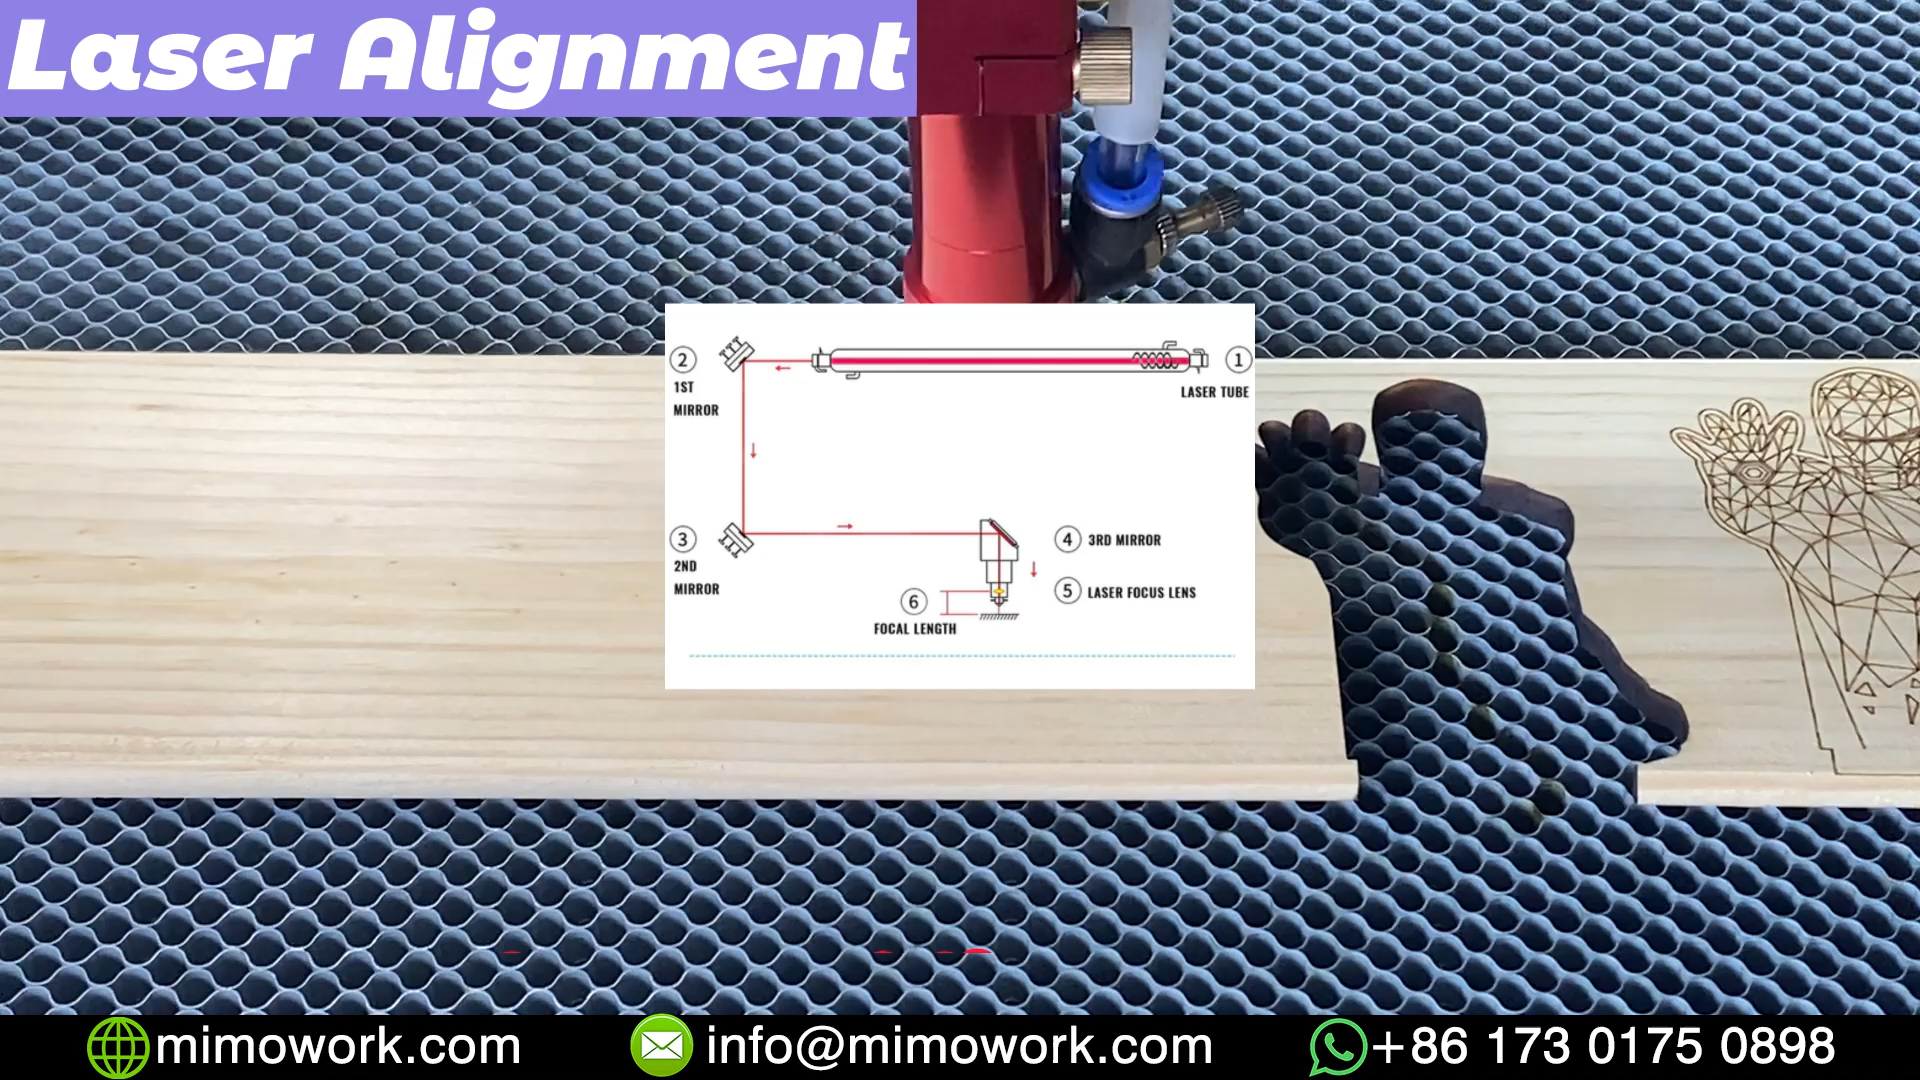 Laser Alignment
2
1ST
MIRROR
1
LASER TUBE
3
2ND
MIRROR
4 3RD MIRROR
5 LASER FOCUS LENS
6
FOCAL LENGTH
mimowork.com
info@mimowork.com
+86 173 0175 0898